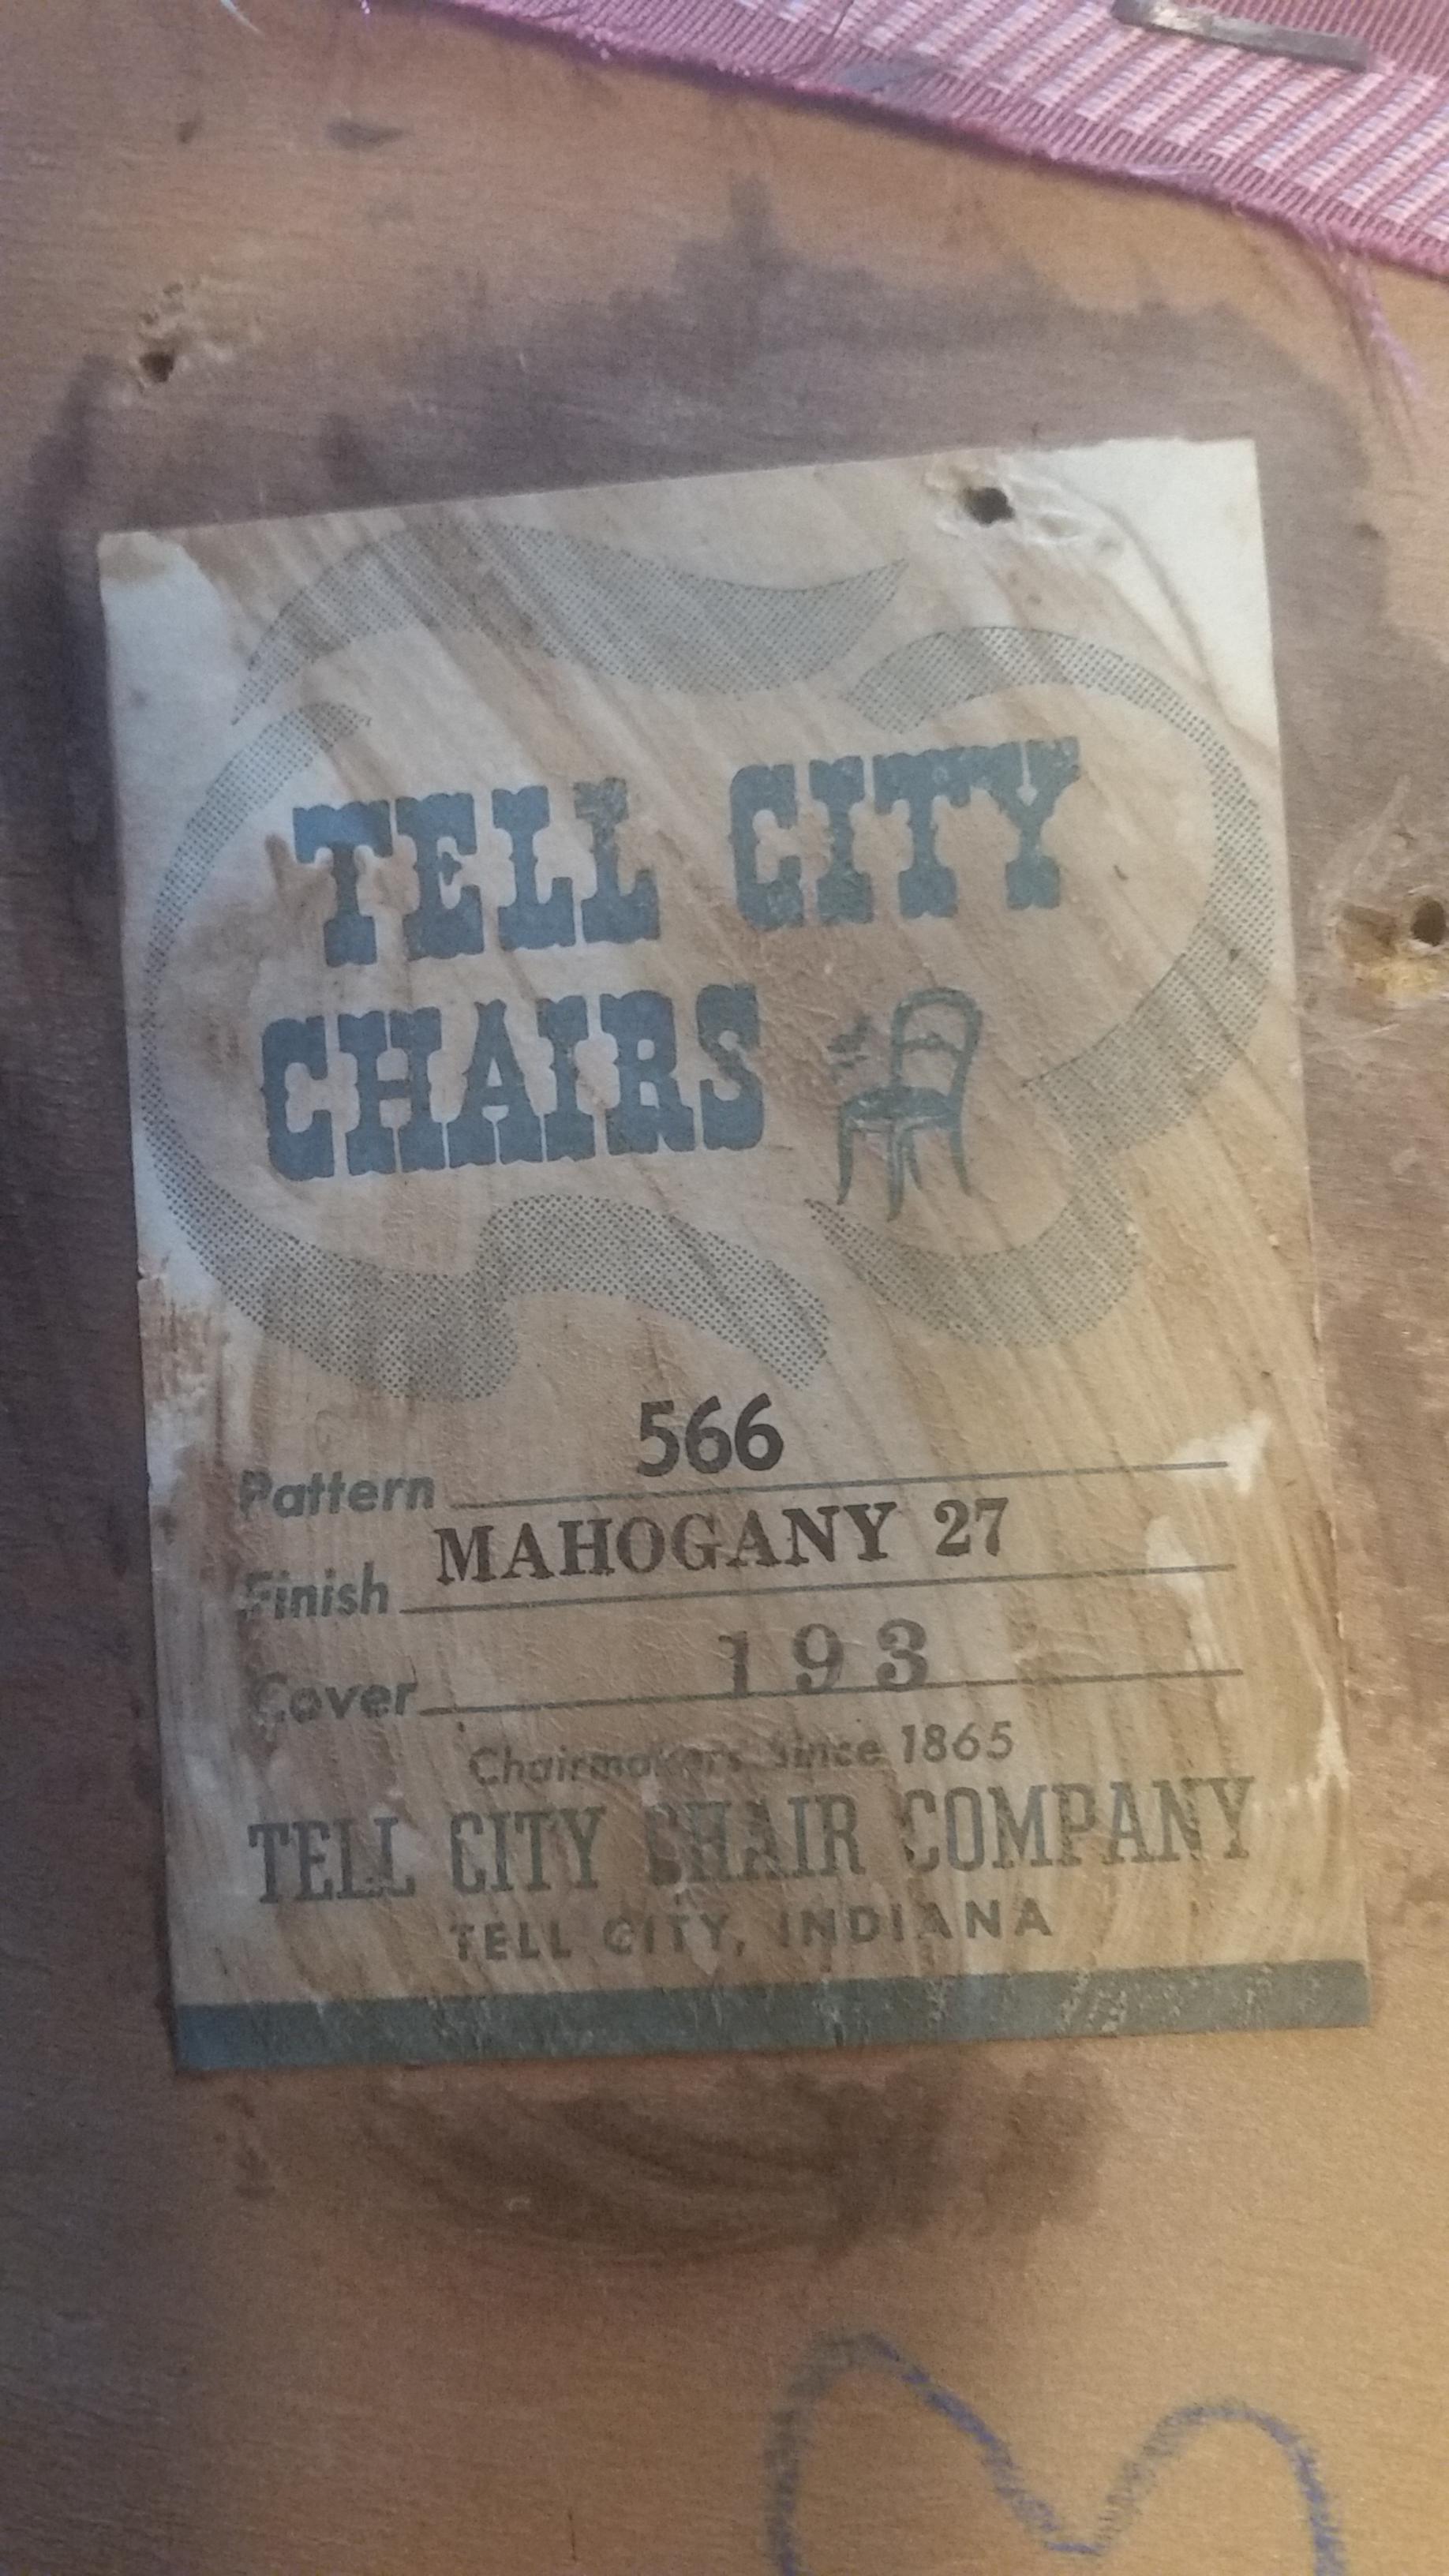 TELL CITY
CHAIRS
Pattern 566
Finish MAHOGANY 27
Cover 193
Chairmakers Since 1865
TELL CITY CHAIR COMPANY
TELL CITY, INDIANA